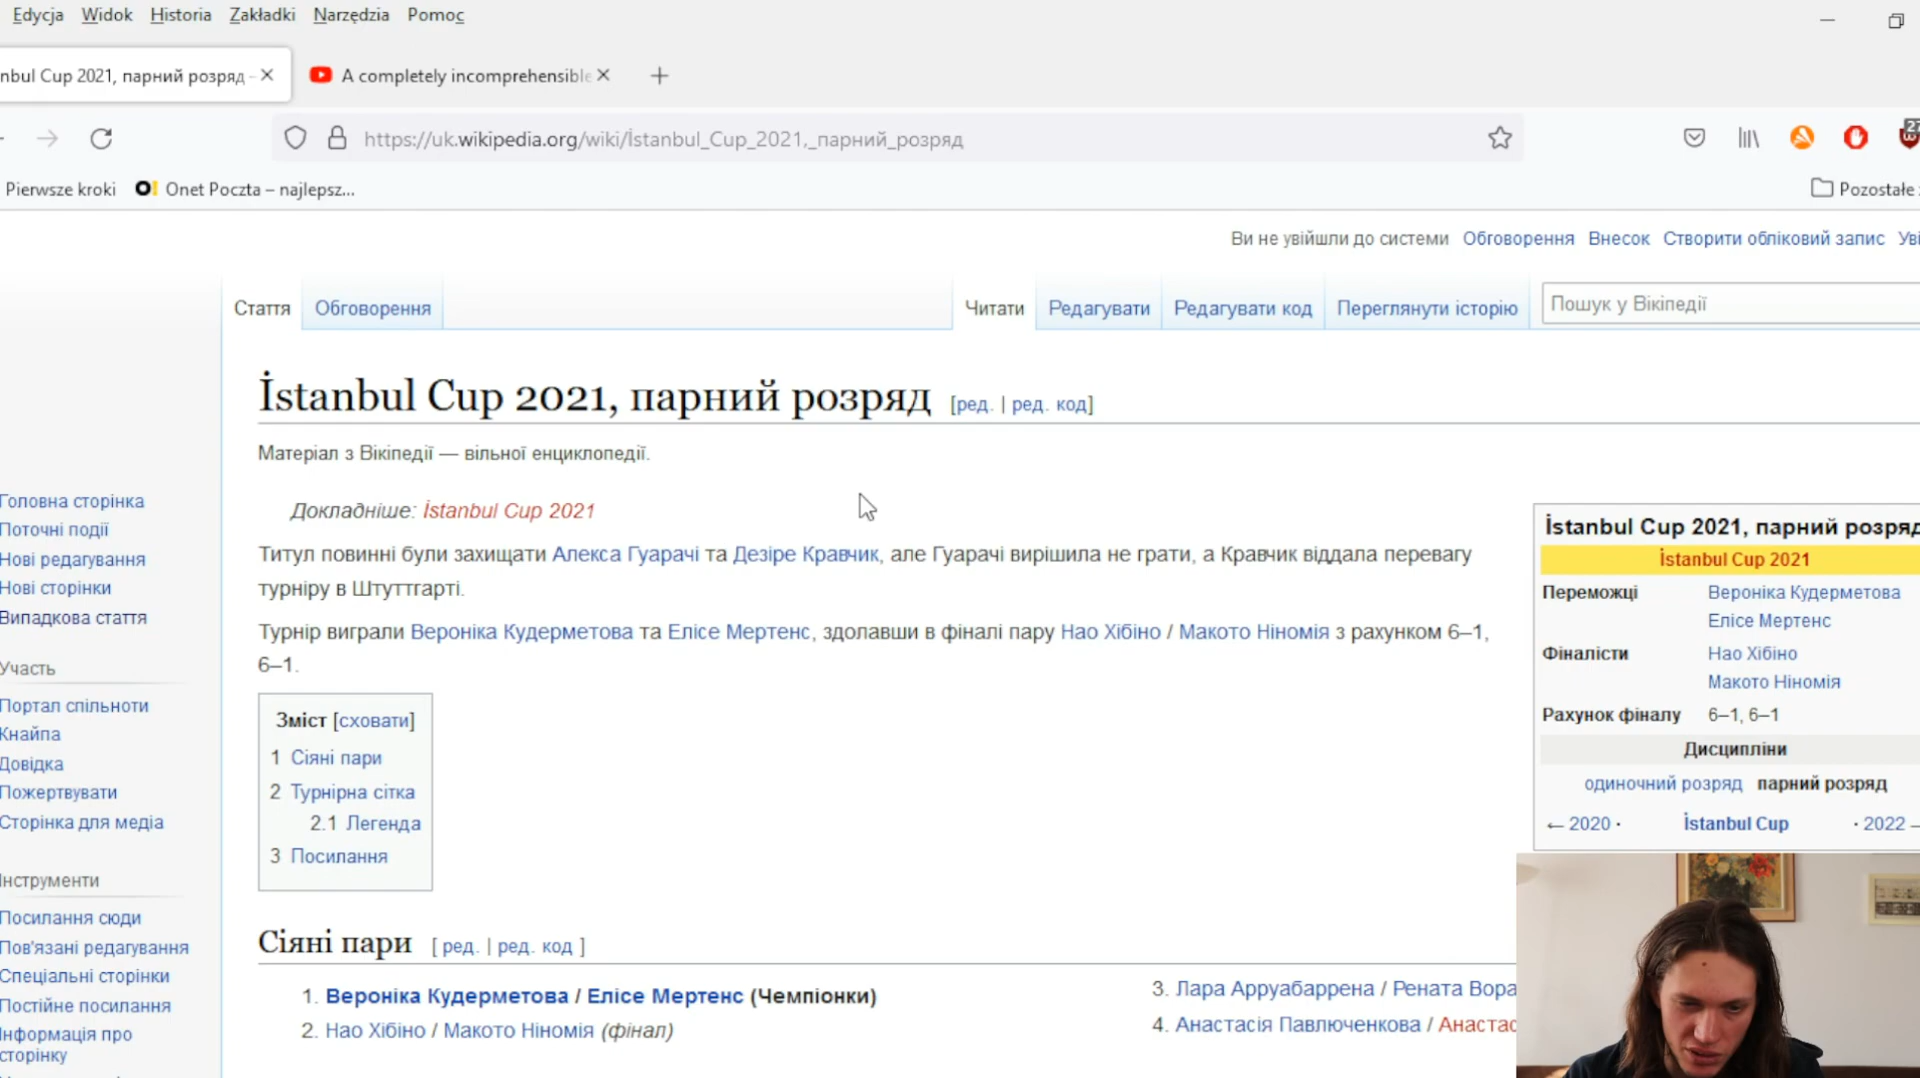 Edycja Widok Historia Zakładki Narzędzia Pomoc
nbul Cup 2021, парний розряд -
A completely incomprehensible
https://uk.wikipedia.org/wiki/İstanbul_Cup_2021,_парний_розряд
27
Pierwsze kroki Onet Poczta – najlepsz...
Pozostałe
Ви не увійшли до системи Обговорення Внесок Створити обліковий запис Уві
Стаття Обговорення
Читати Редагувати Редагувати код Переглянути історію
Пошук у Вікіпедії
İstanbul Cup 2021, парний розряд [ред. | ред. код]
Матеріал з Вікіпедії — вільної енциклопедії.
Докладніше: İstanbul Cup 2021
Титул повинні були захищати Алекса Гуарачі та Дезіре Кравчик, але Гуарачі вирішила не грати, а Кравчик віддала перевагу
турніру в Штуттгарті.
Турнір виграли Вероніка Кудерметова та Елісе Мертенс, здолавши в фіналі пару Нао Хібіно / Макото Ніномія з рахунком 6–1,
6–1.
Зміст [сховати]
1 Сіяні пари
2 Турнірна сітка
2.1 Легенда
3 Посилання
Сіяні пари [ ред. | ред. код ]
1. Вероніка Кудерметова / Елісе Мертенс (Чемпіонки)
2. Нао Хібіно / Макото Ніномія (фінал)
3. Лара Арруабаррена / Рената Вора
4. Анастасія Павлюченкова / Анастас
İstanbul Cup 2021, парний розряд
İstanbul Cup 2021
Переможці Вероніка Кудерметова
Елісе Мертенс
Фіналісти Нао Хібіно
Макото Ніномія
Рахунок фіналу 6–1, 6–1
Дисципліни
одиночний розряд парний розряд
← 2020 · İstanbul Cup · 2022 →
Головна сторінка
Поточні події
Нові редагування
Нові сторінки
Випадкова стаття
Участь
Портал спільноти
Кнайпа
Довідка
Пожертвувати
Сторінка для медіа
Інструменти
Посилання сюди
Пов'язані редагування
Спеціальні сторінки
Постійне посилання
Інформація про
сторінку